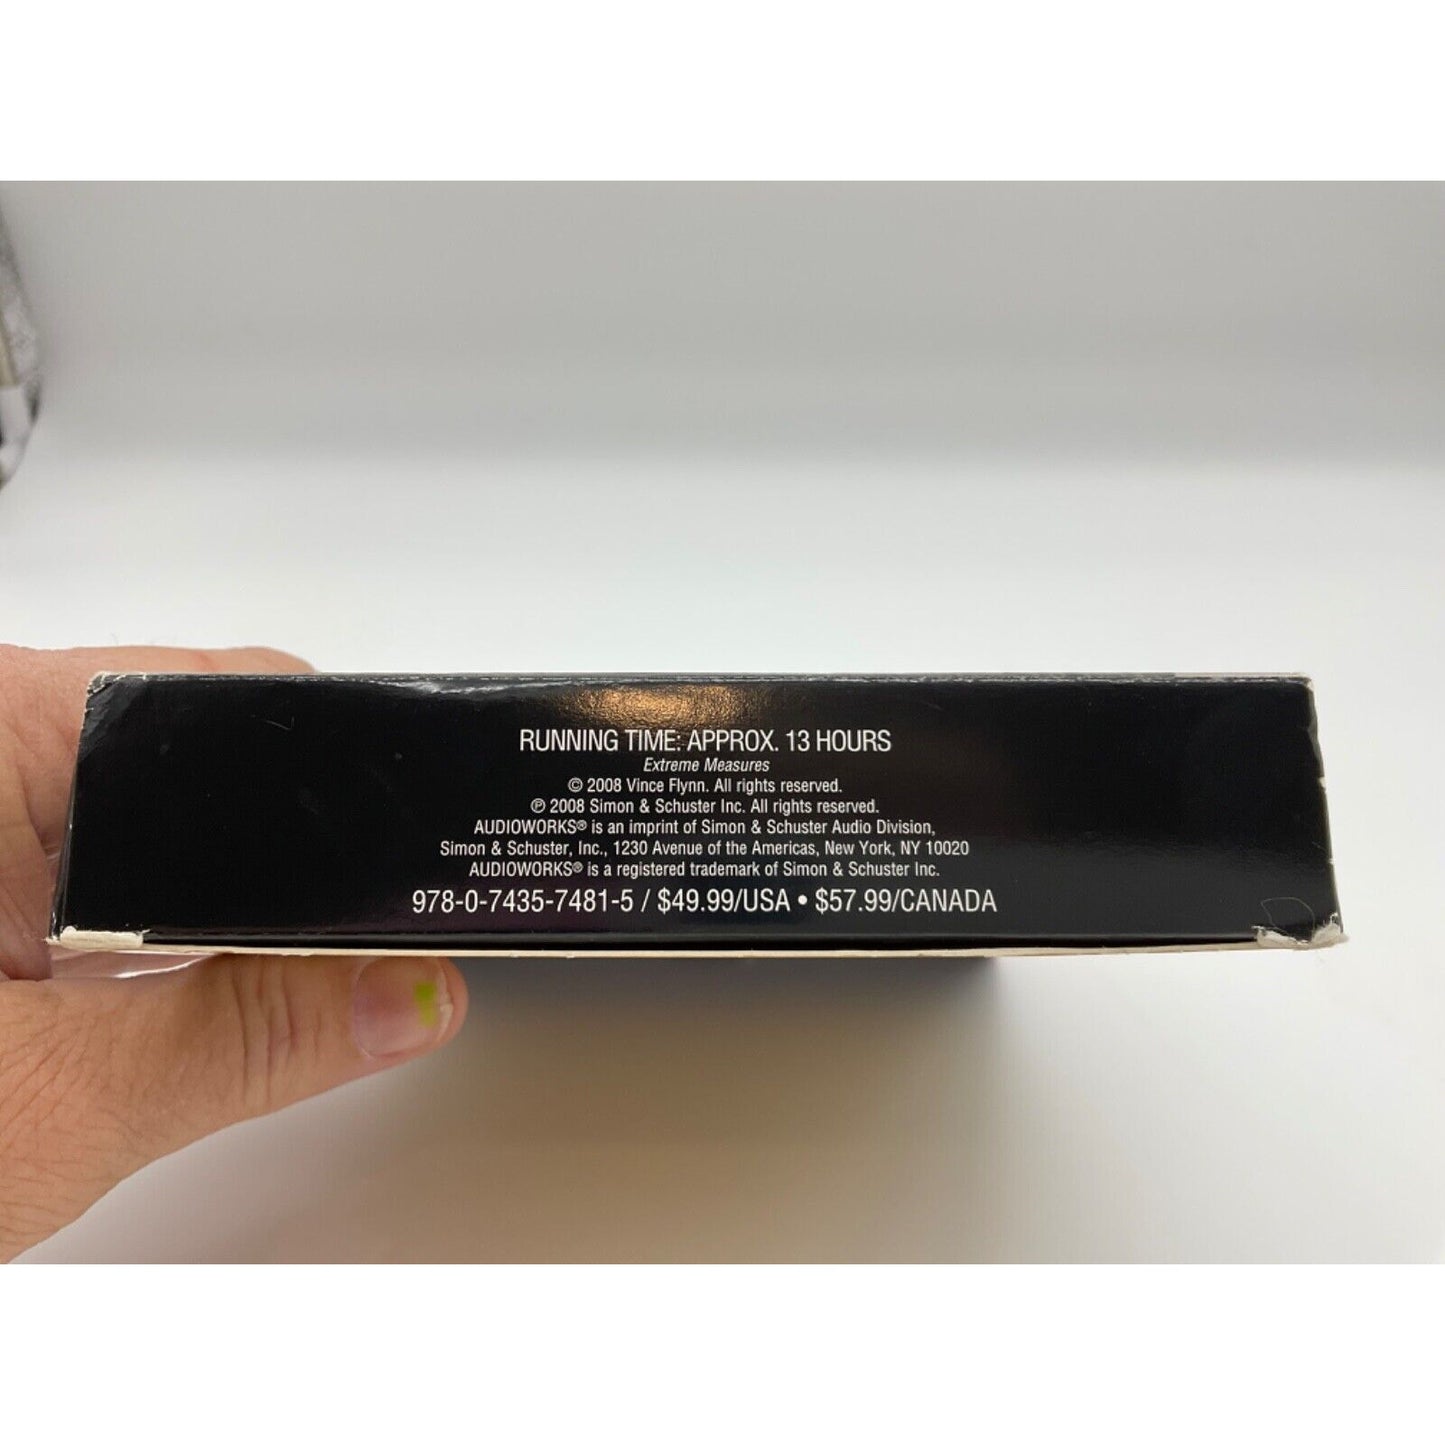 RUNNING TIME: APPROX. 13 HOURS
Extreme Measures
© 2008 Vince Flynn. All rights reserved.
℗ 2008 Simon & Schuster Inc. All rights reserved.
AUDIOWORKS® is an imprint of Simon & Schuster Audio Division,
Simon & Schuster, Inc., 1230 Avenue of the Americas, New York, NY 10020
AUDIOWORKS® is a registered trademark of Simon & Schuster Inc.
978-0-7435-7481-5 / $49.99/USA • $57.99/CANADA